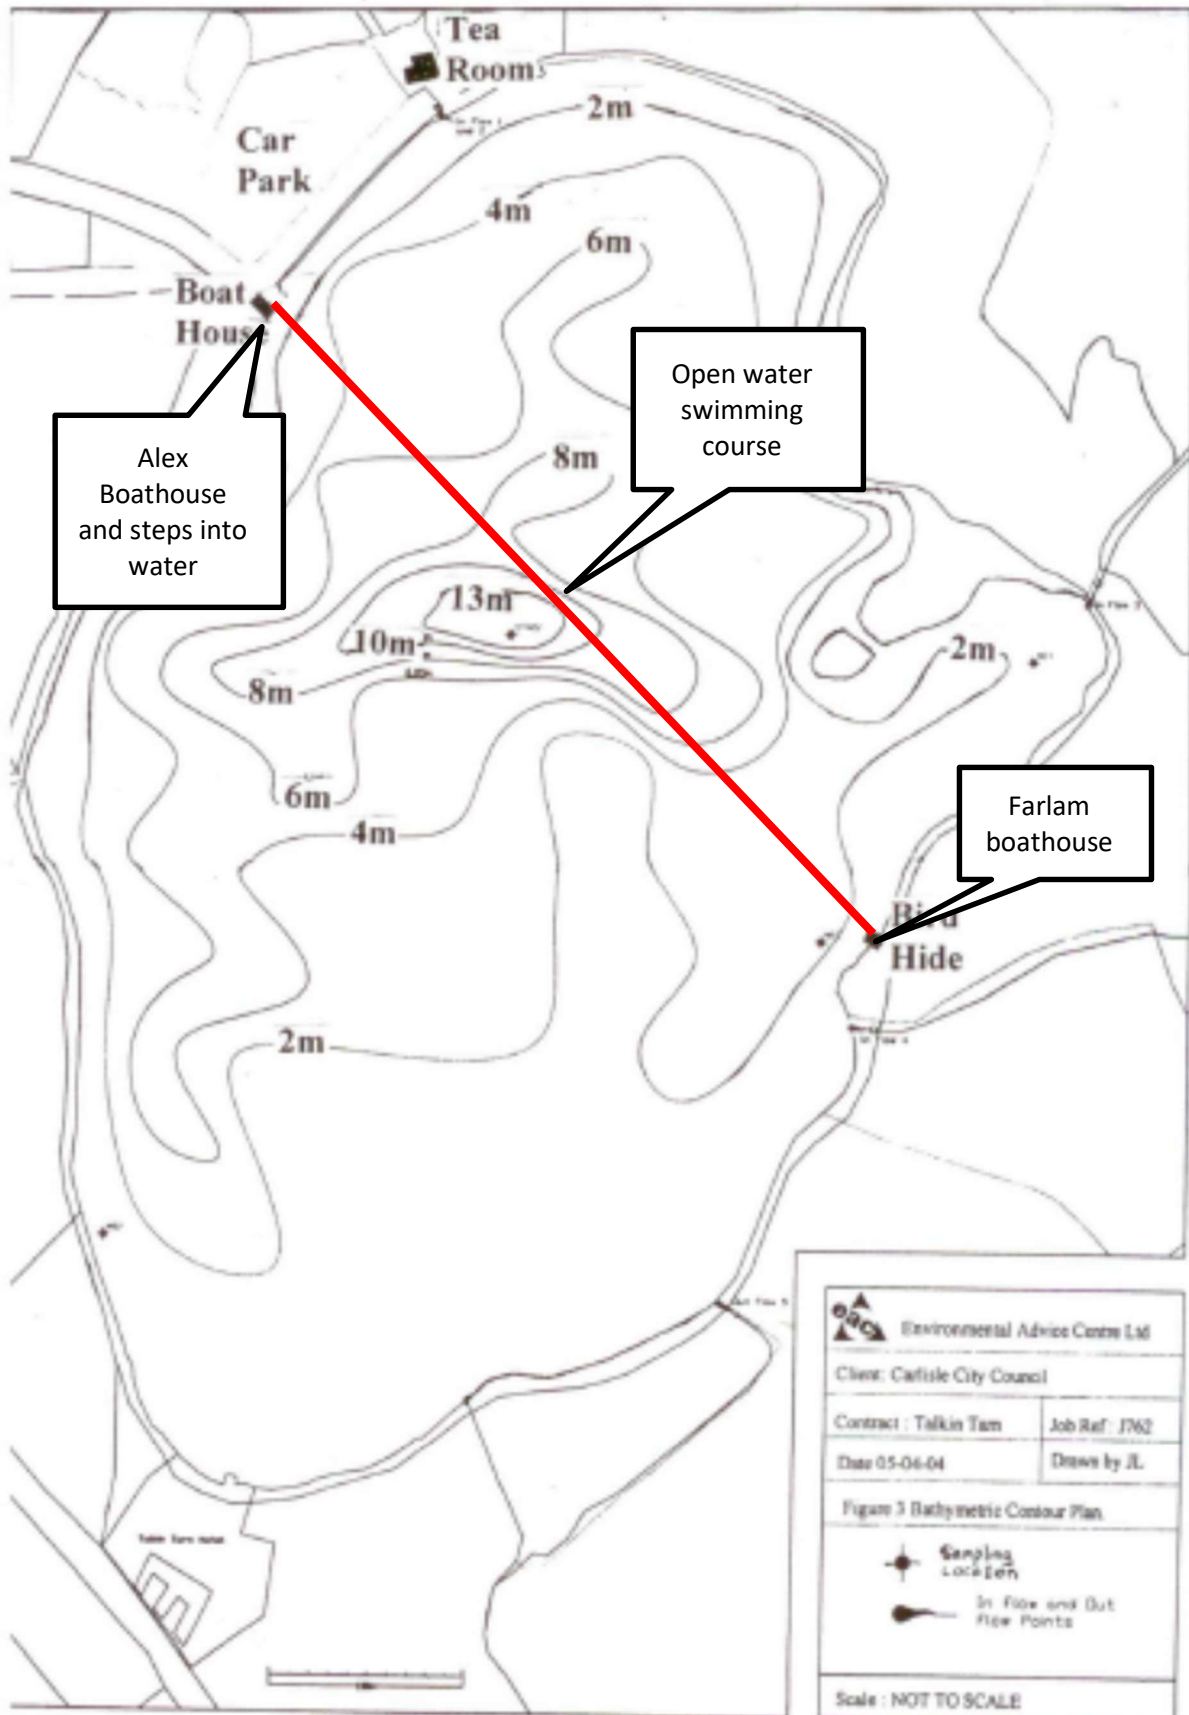 Tea
Room
2m
Car
Park
4m
6m
Boat
House
Open water
swimming
course
8m
Alex
Boathouse
and steps into
water
13m
10m
2m
8m
6m
4m
Farlam
boathouse
Bird
Hide
2m
eac
Environmental Advice Centre Ltd
Client: Carlisle City Council
Contract : Talkin Tarn
Job Ref: J762
Date 05-04-04
Drawn by JL
Figure 3 Bathymetric Contour Plan
Sampling
Location
In flow and Out
flow Points
Scale : NOT TO SCALE